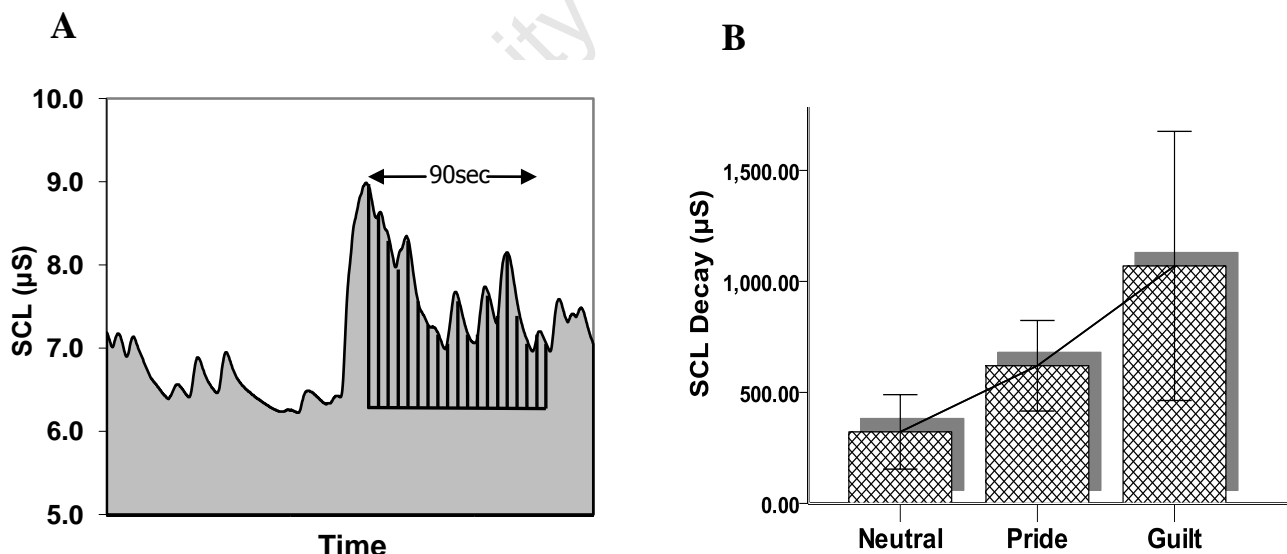 A
10.0
9.0
8.0
7.0
6.0
5.0
SCL (µS)
90sec
Time
B
1,500.00
1,000.00
500.00
0.00
SCL Decay (µS)
Neutral Pride Guilt
ity